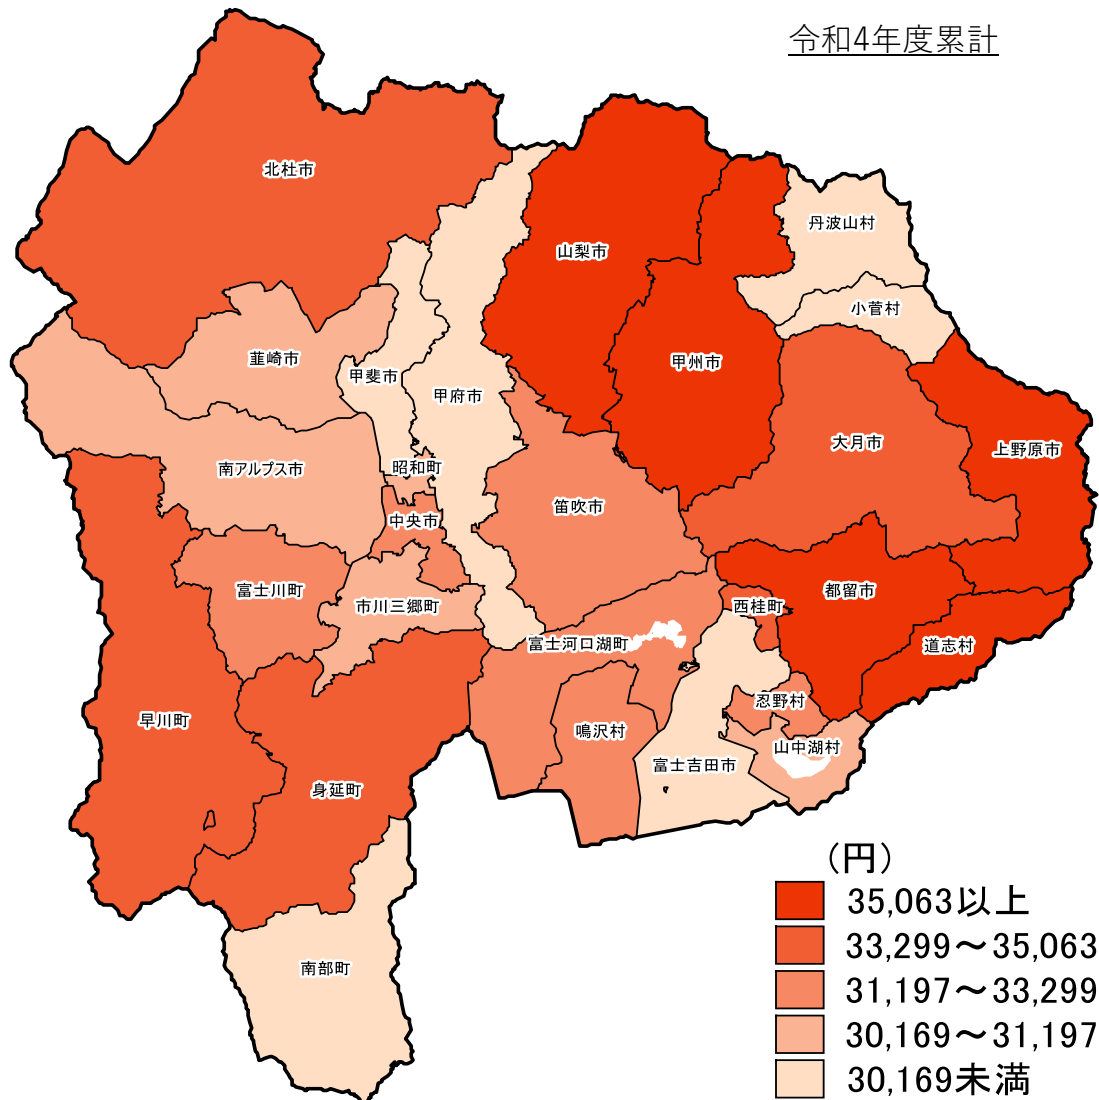 令和4年度累計
北杜市
丹波山村
山梨市
小菅村
韮崎市
甲州市
甲斐市
甲府市
大月市
上野原市
南アルプス市
昭和町
笛吹市
中央市
富士川町
都留市
市川三郷町
西桂町
富士河口湖町
道志村
忍野村
早川町
鳴沢村
山中湖村
富士吉田市
身延町
南部町
(円)
35,063以上
33,299～35,063
31,197～33,299
30,169～31,197
30,169未満